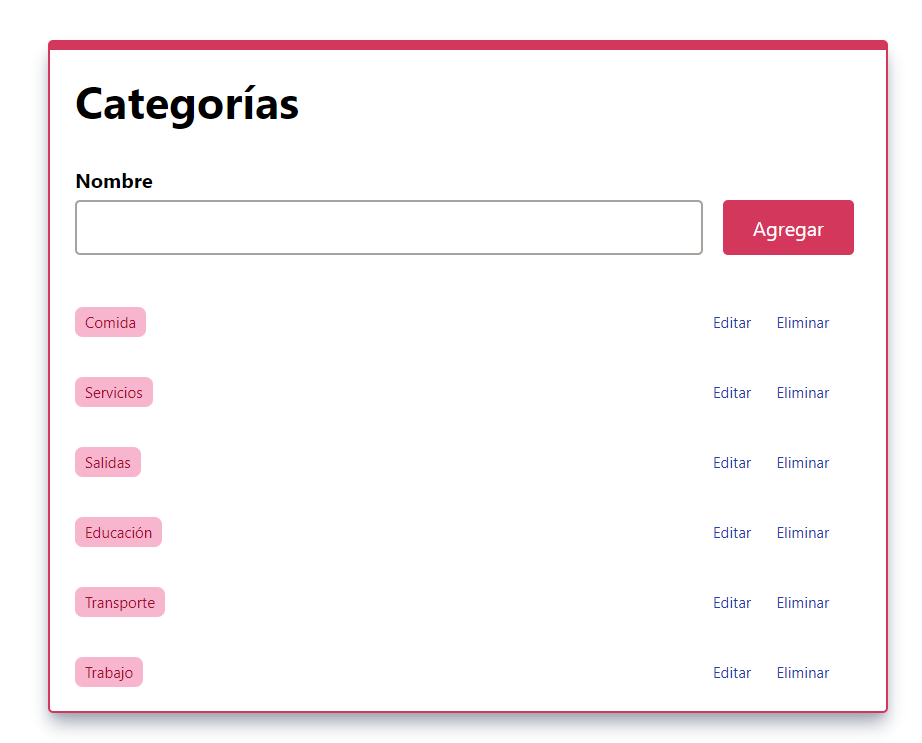 Categorías
Nombre
Agregar
Comida Editar Eliminar
Servicios Editar Eliminar
Salidas Editar Eliminar
Educación Editar Eliminar
Transporte Editar Eliminar
Trabajo Editar Eliminar